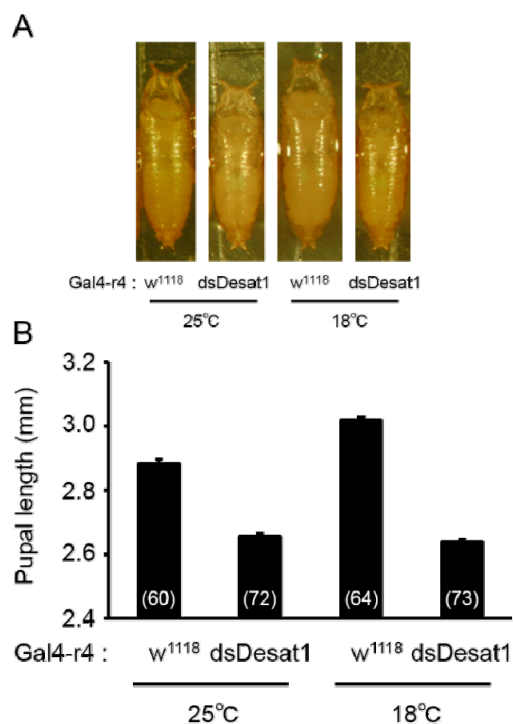 A
Gal4-r4 : w¹¹¹⁸ dsDesat1 w¹¹¹⁸ dsDesat1
25°C 18°C
B
Pupal length (mm)
3.2
3.0
2.8
2.6
2.4
(60) (72) (64) (73)
Gal4-r4 : w¹¹¹⁸ dsDesat1 w¹¹¹⁸ dsDesat1
25°C 18°C